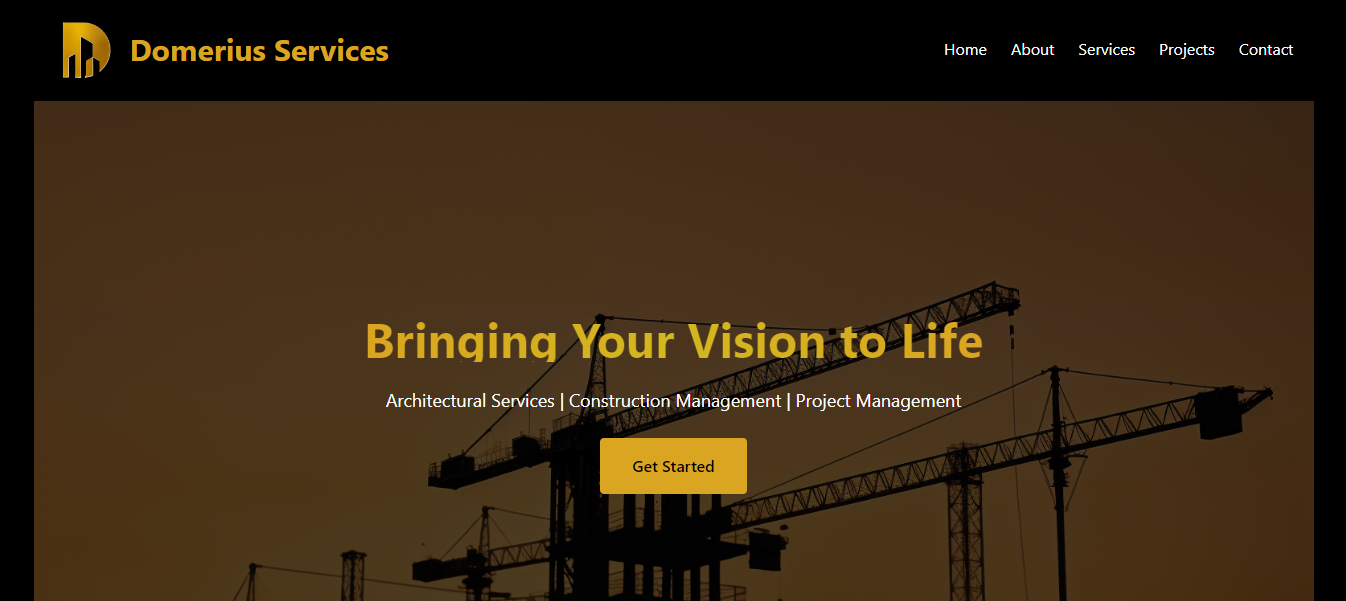 Domerius Services
Home About Services Projects Contact
Bringing Your Vision to Life
Architectural Services | Construction Management | Project Management
Get Started